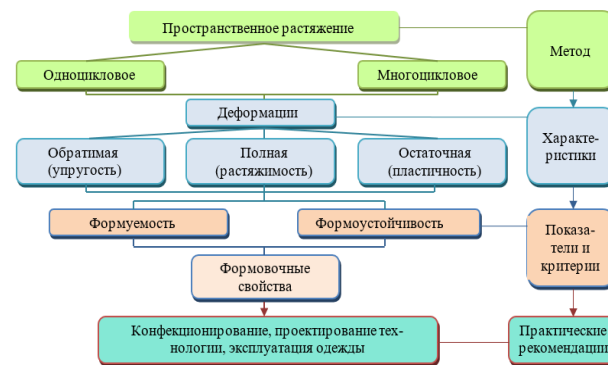 Пространственное растяжение
Метод
Одноцикловое
Многоцикловое
Деформации
Характе-
ристики
Обратимая
(упругость)
Полная
(растяжимость)
Остаточная
(пластичность)
Формуемость
Формоустойчивость
Показа-
тели и
критерии
Формовочные
свойства
Конфекционирование, проектирование тех-
нологии, эксплуатация одежды
Практические
рекомендации